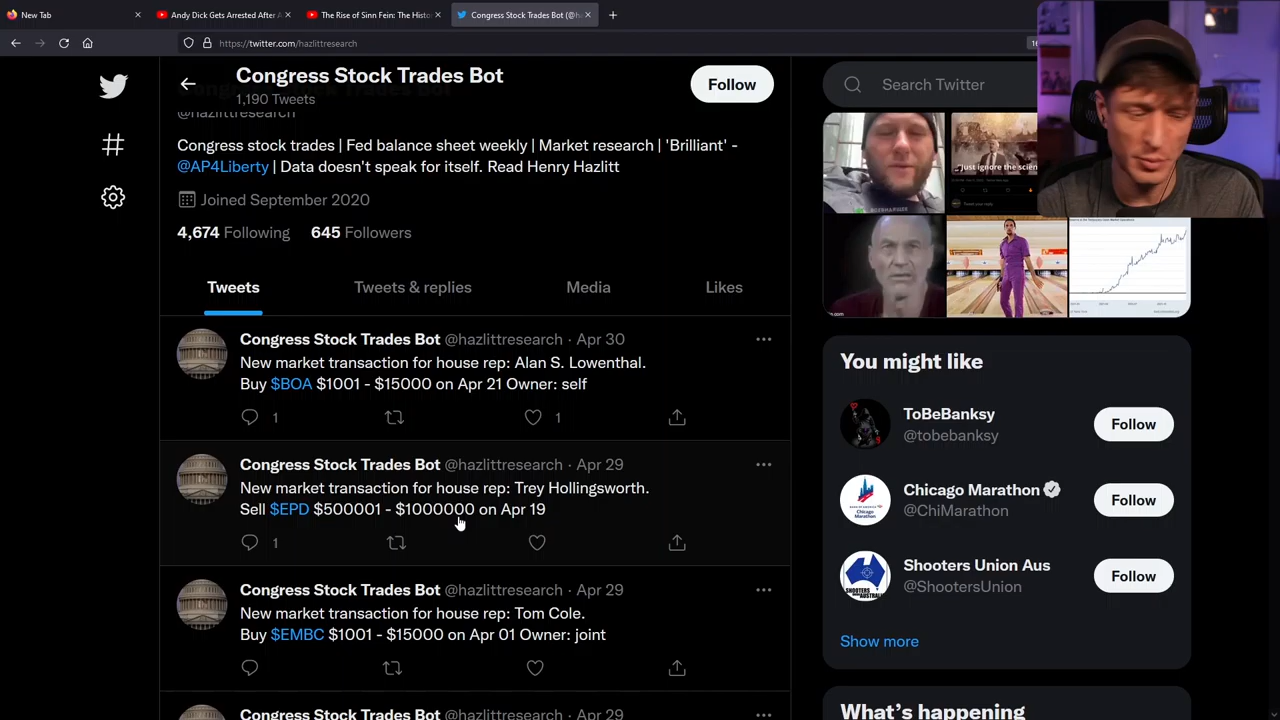 New Tab
Andy Dick Gets Arrested After
The Rise of Sinn Fein: The Histo
Congress Stock Trades Bot (@ha
https://twitter.com/hazlittresearch
Congress Stock Trades Bot
1,190 Tweets
Follow
@hazlittresearch
Congress stock trades | Fed balance sheet weekly | Market research | 'Brilliant' -
@AP4Liberty | Data doesn't speak for itself. Read Henry Hazlitt
Joined September 2020
4,674 Following 645 Followers
Tweets Tweets & replies Media Likes
Congress Stock Trades Bot @hazlittresearch · Apr 30
New market transaction for house rep: Alan S. Lowenthal.
Buy $BOA $1001 - $15000 on Apr 21 Owner: self
1 1
Congress Stock Trades Bot @hazlittresearch · Apr 29
New market transaction for house rep: Trey Hollingsworth.
Sell $EPD $500001 - $1000000 on Apr 19
1
Congress Stock Trades Bot @hazlittresearch · Apr 29
New market transaction for house rep: Tom Cole.
Buy $EMBC $1001 - $15000 on Apr 01 Owner: joint
Congress Stock Trades Bot @hazlittresearch · Apr 29
Search Twitter
Just ignore the scien
You might like
ToBeBanksy
@tobebanksy
Follow
Chicago Marathon
@ChiMarathon
Follow
Shooters Union Aus
@ShootersUnion
Follow
Show more
What's happening